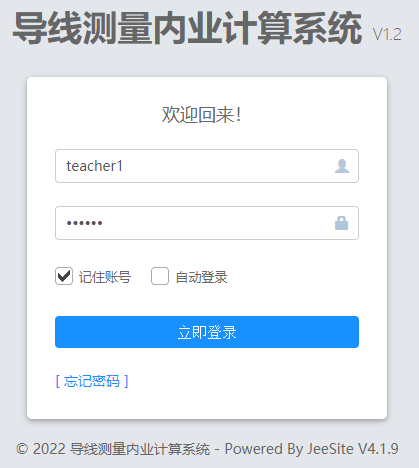 导线测量内业计算系统 V1.2
欢迎回来!
teacher1
••••••
记住账号 自动登录
立即登录
[ 忘记密码 ]
© 2022 导线测量内业计算系统 - Powered By JeeSite V4.1.9